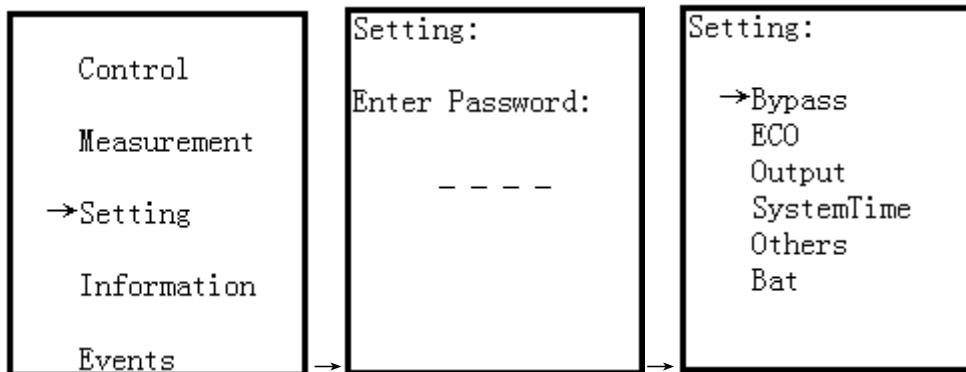 Control
Measurement
→Setting
Information
Events
→
Setting:
Enter Password:
_ _ _ _
→
Setting:
→Bypass
ECO
Output
SystemTime
Others
Bat